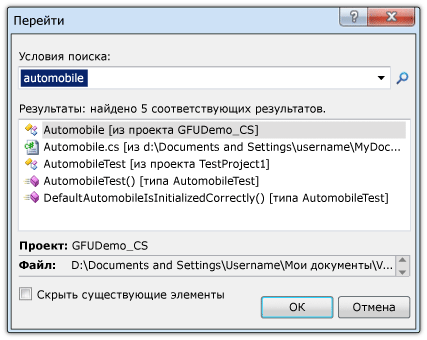 Перейти
Условия поиска:
automobile
Результаты: найдено 5 соответствующих результатов.
Automobile [из проекта GFUDemo_CS]
Automobile.cs [из d:\Documents and Settings\username\MyDoc...
AutomobileTest [из проекта TestProject1]
AutomobileTest() [типа AutomobileTest]
DefaultAutomobileIsInitializedCorrectly() [типа AutomobileTest]
Проект: GFUDemo_CS
Файл: D:\Documents and Settings\Username\Мои документы\V...
Скрыть существующие элементы
ОК Отмена